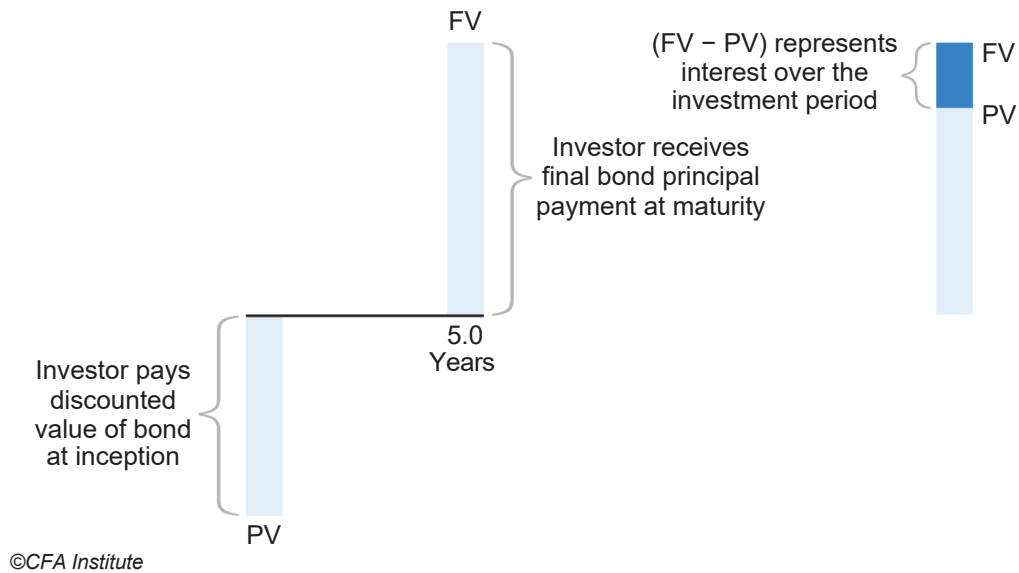 FV
(FV − PV) represents
interest over the
investment period
FV
PV
Investor receives
final bond principal
payment at maturity
5.0
Years
Investor pays
discounted
value of bond
at inception
PV
©CFA Institute